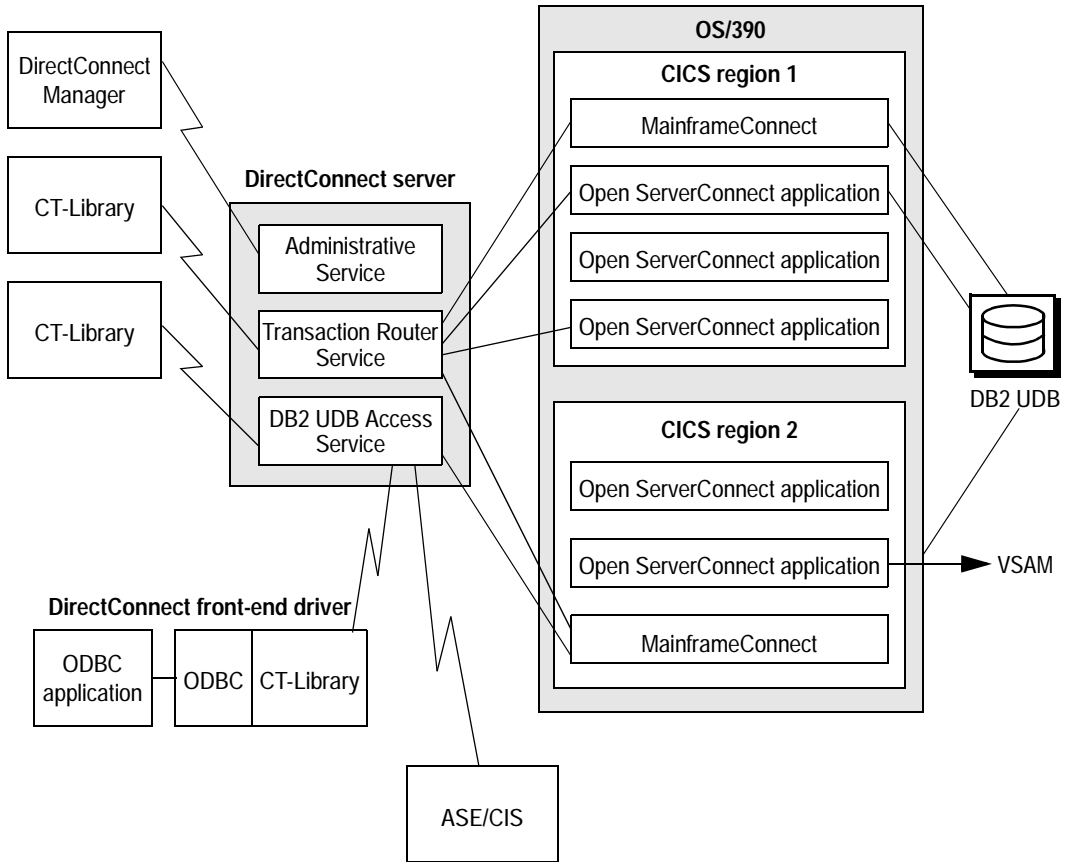 DirectConnect
Manager
CT-Library
CT-Library
DirectConnect server
Administrative
Service
Transaction Router
Service
DB2 UDB Access
Service
OS/390
CICS region 1
MainframeConnect
Open ServerConnect application
Open ServerConnect application
Open ServerConnect application
CICS region 2
Open ServerConnect application
Open ServerConnect application
MainframeConnect
DB2 UDB
VSAM
DirectConnect front-end driver
ODBC
application
ODBC
CT-Library
ASE/CIS